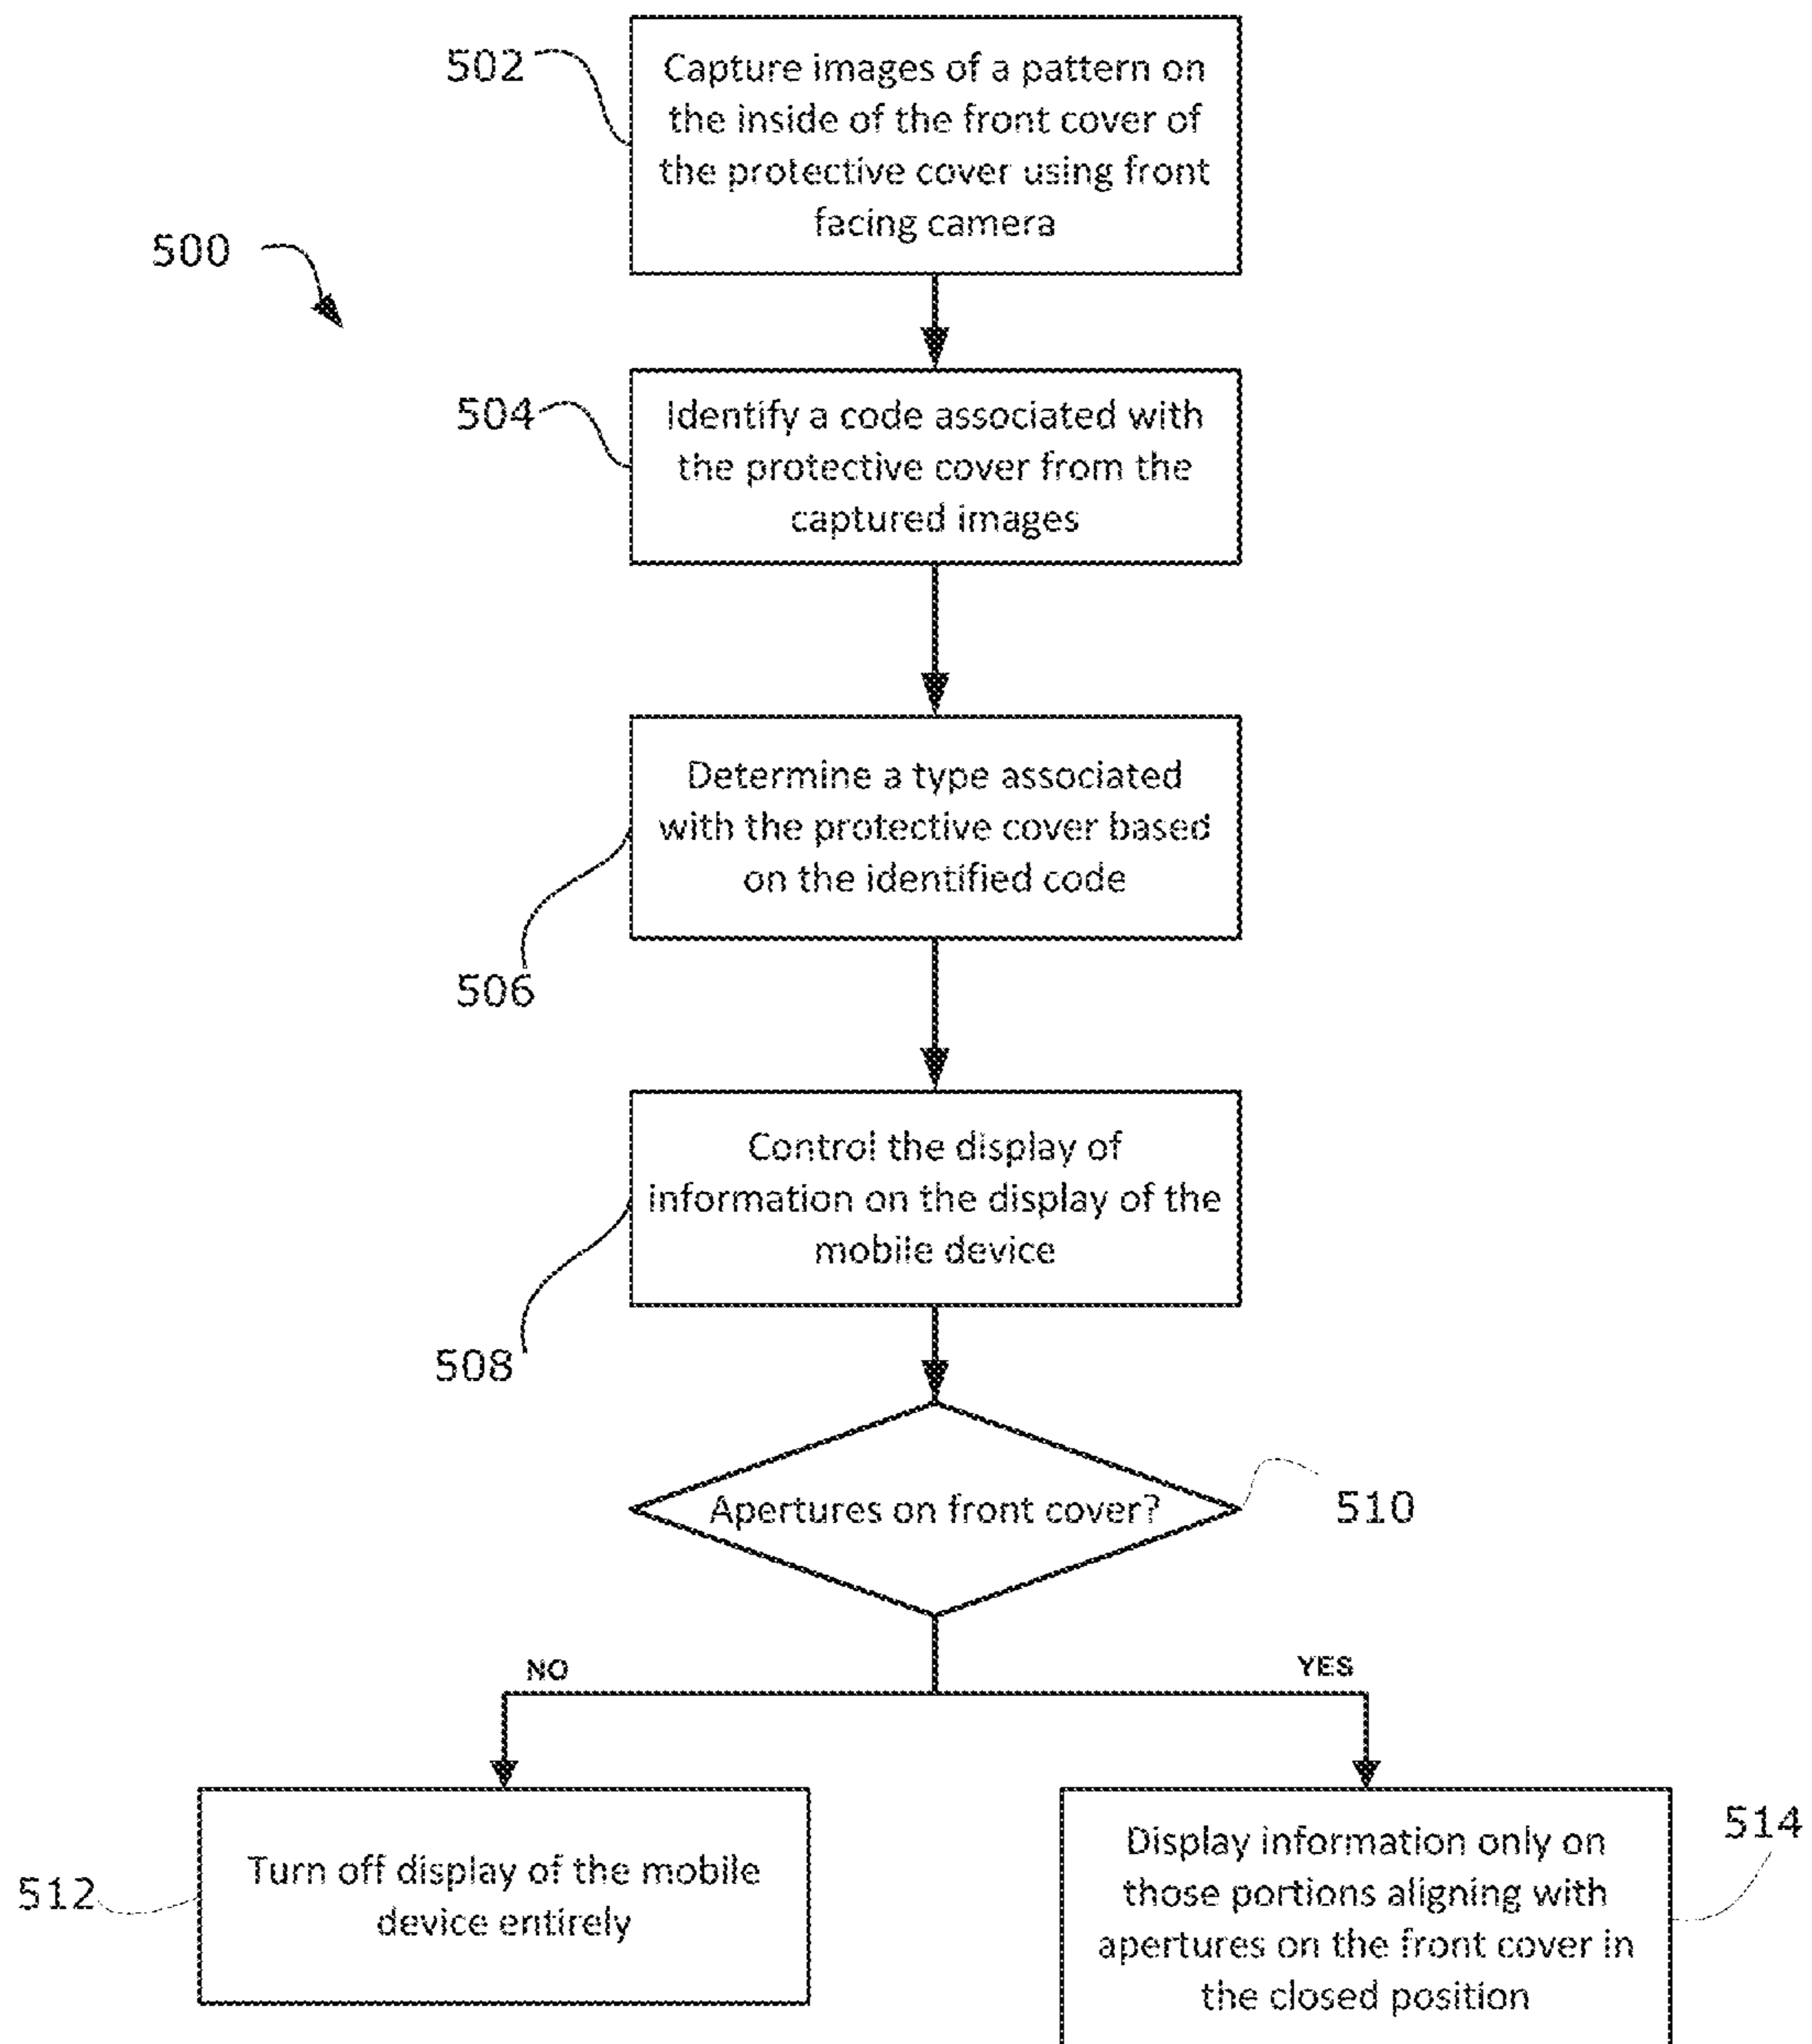 502
Capture images of a pattern on
the inside of the front cover of
the protective cover using front
facing camera
500
504
Identify a code associated with
the protective cover from the
captured images
Determine a type associated
with the protective cover based
on the identified code
506
Control the display of
information on the display of the
mobile device
508
Apertures on front cover?
510
NO
YES
512
Turn off display of the mobile
device entirely
514
Display information only on
those portions aligning with
apertures on the front cover in
the closed position